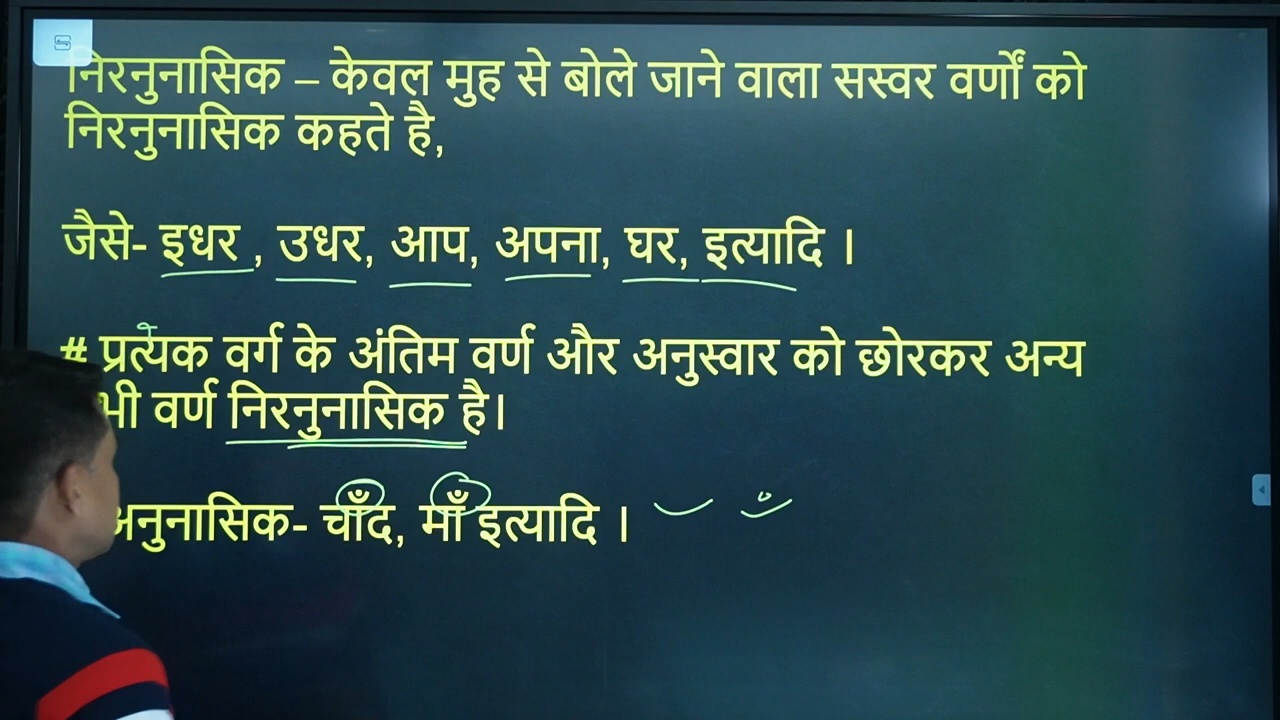 निरनुनासिक – केवल मुह से बोले जाने वाला सस्वर वर्णों को
निरनुनासिक कहते है,
जैसे- इधर , उधर, आप, अपना, घर, इत्यादि ।
# प्रत्येक वर्ग के अंतिम वर्ण और अनुस्वार को छोरकर अन्य
भी वर्ण निरनुनासिक है।
अनुनासिक- चाँद, माँ इत्यादि ।